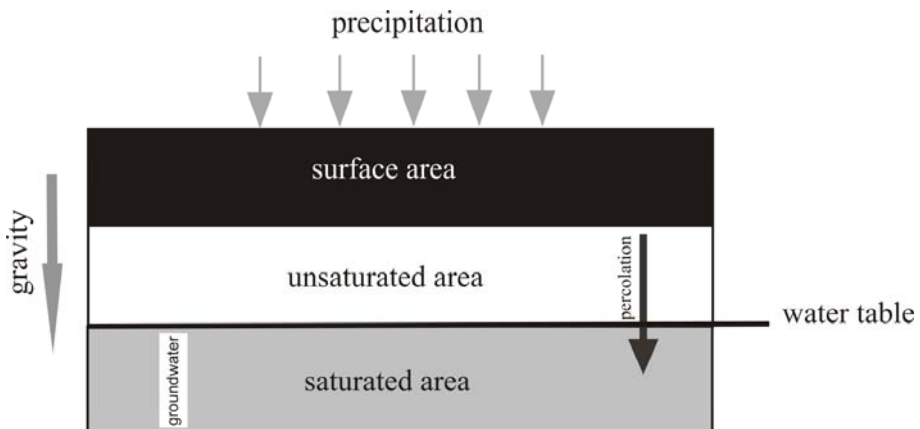 precipitation
surface area
gravity
unsaturated area
percolation
water table
groundwater
saturated area